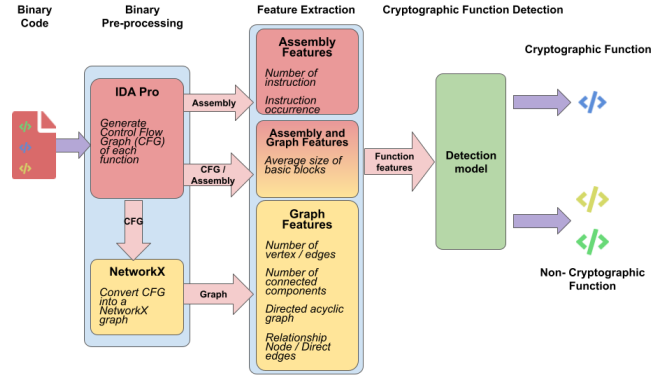 Binary
Code
Binary
Pre-processing
Feature Extraction
Cryptographic Function Detection
IDA Pro
Generate
Control Flow
Graph (CFG)
of each
function
Assembly
CFG /
Assembly
CFG
NetworkX
Convert CFG
into a
NetworkX
graph
Graph
Assembly
Features
Number of
instruction
Instruction
occurrence
Assembly and
Graph Features
Average size of
basic blocks
Graph
Features
Number of
vertex / edges
Number of
connected
components
Directed acyclic
graph
Relationship
Node / Direct
edges
Function
features
Detection
model
Cryptographic Function
</>
</>
</>
Non- Cryptographic
Function
</>
</>
</>